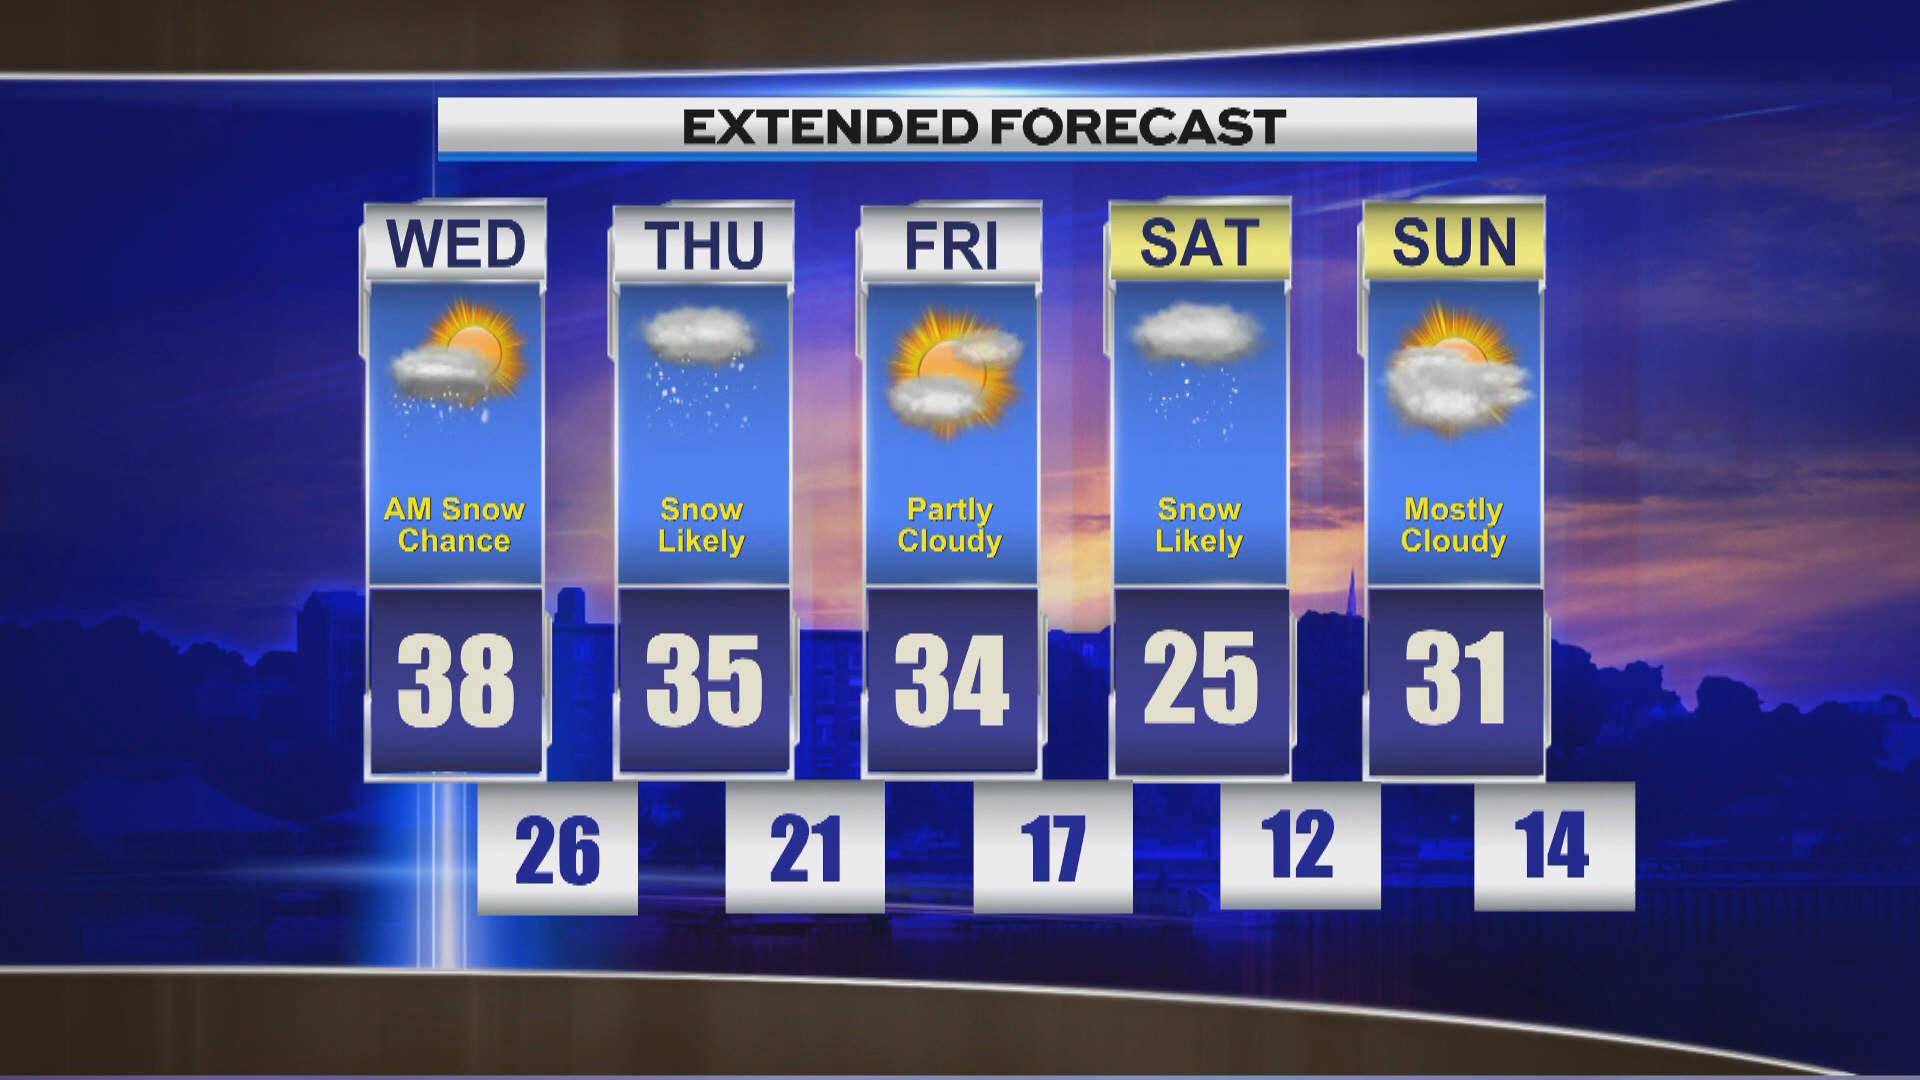 EXTENDED FORECAST
WED
THU
FRI
SAT
SUN
AM Snow
Chance
Snow
Likely
Partly
Cloudy
Snow
Likely
Mostly
Cloudy
38
35
34
25
31
26
21
17
12
14